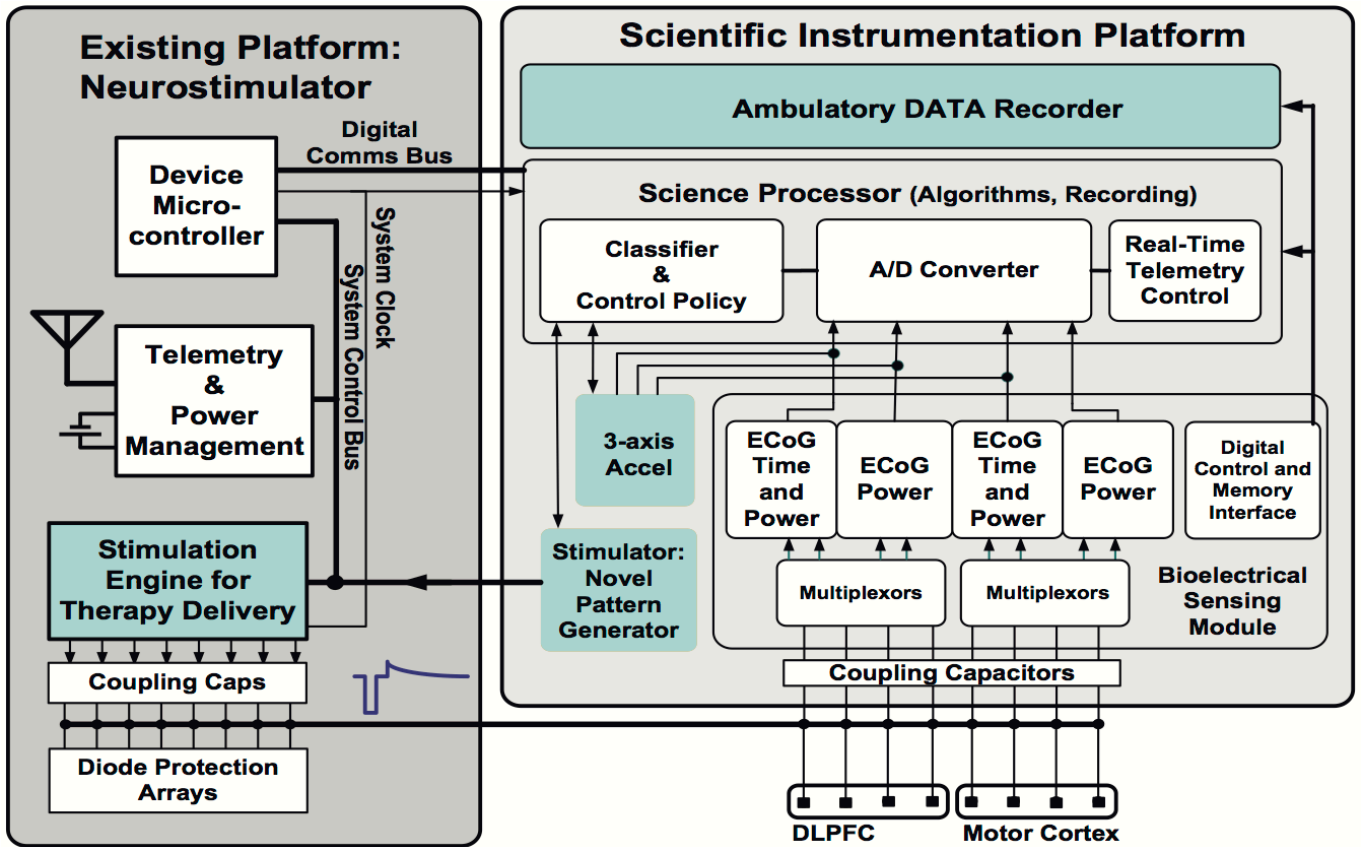 Existing Platform:
Neurostimulator
Digital
Comms Bus
Device
Micro-
controller
System Clock
System Control Bus
Telemetry
&
Power
Management
Stimulation
Engine for
Therapy Delivery
Coupling Caps
Diode Protection
Arrays
Scientific Instrumentation Platform
Ambulatory DATA Recorder
Science Processor (Algorithms, Recording)
Classifier
&
Control Policy
A/D Converter
Real-Time
Telemetry
Control
3-axis
Accel
Stimulator:
Novel
Pattern
Generator
ECoG
Time
and
Power
ECoG
Power
ECoG
Time
and
Power
ECoG
Power
Digital
Control and
Memory
Interface
Multiplexors
Multiplexors
Bioelectrical
Sensing
Module
Coupling Capacitors
DLPFC
Motor Cortex